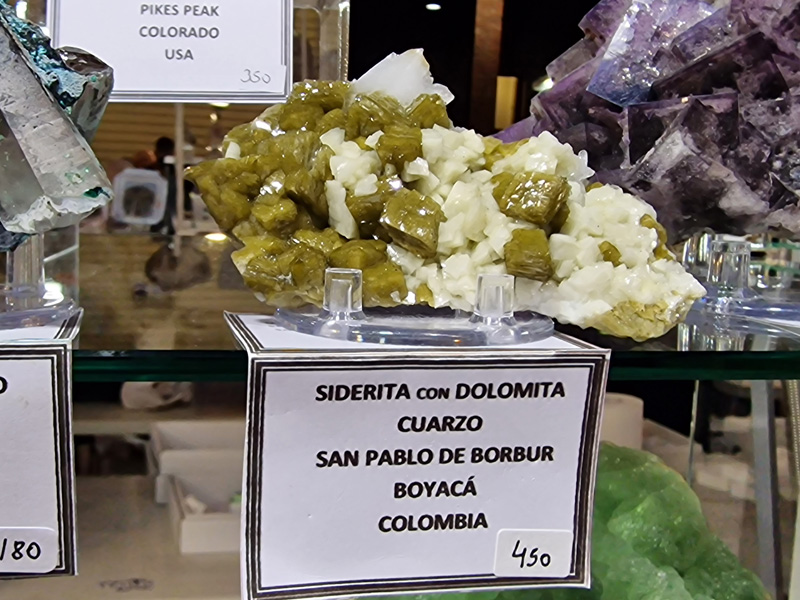 PIKES PEAK
COLORADO
USA
350
SIDERITA CON DOLOMITA
CUARZO
SAN PABLO DE BORBUR
BOYACÁ
COLOMBIA
450
180